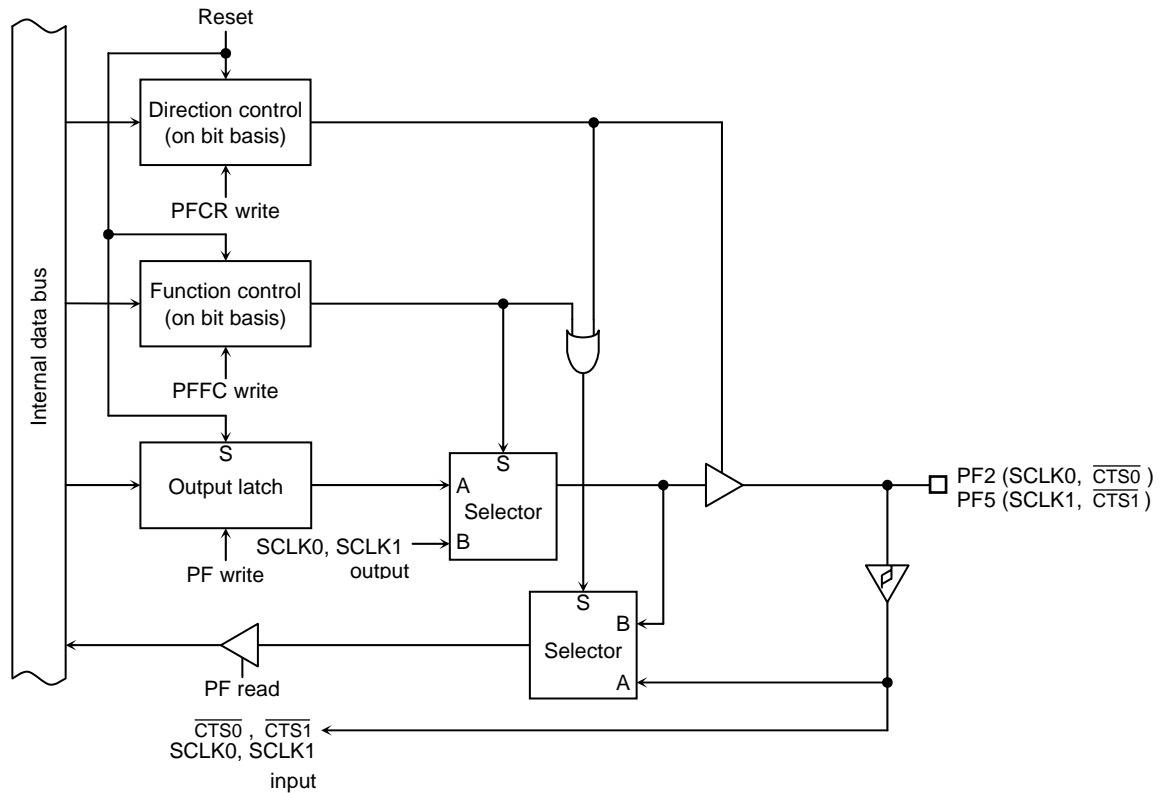 Reset
Direction control
(on bit basis)
PFCR write
Internal data bus
Function control
(on bit basis)
PFFC write
S
Output latch
PF write
S
A
Selector
B
SCLK0, SCLK1
output
PF2 (SCLK0, CTS0 )
PF5 (SCLK1, CTS1 )
S
B
Selector
A
PF read
CTS0 , CTS1
SCLK0, SCLK1
input